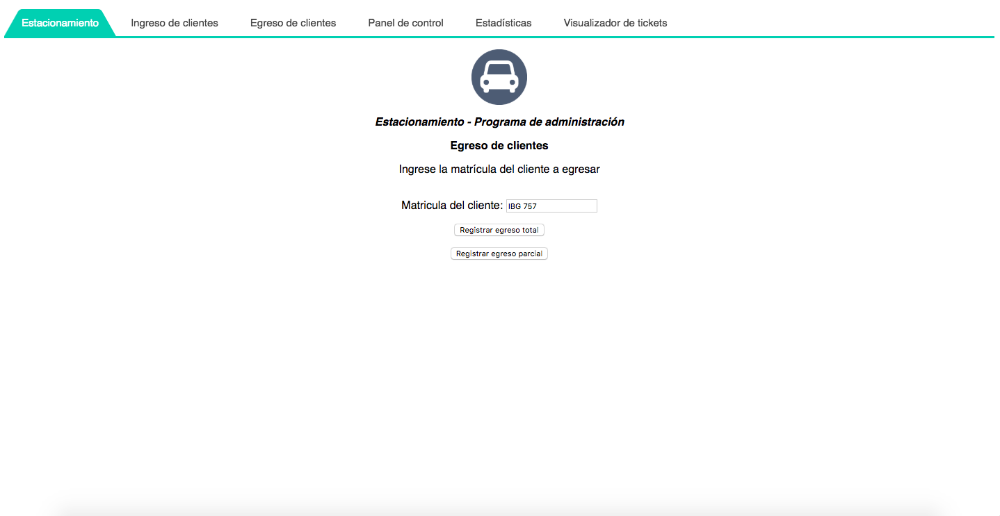 Estacionamiento Ingreso de clientes Egreso de clientes Panel de control Estadísticas Visualizador de tickets
Estacionamiento - Programa de administración
Egreso de clientes
Ingrese la matrícula del cliente a egresar
Matricula del cliente: IBG 757
Registrar egreso total
Registrar egreso parcial